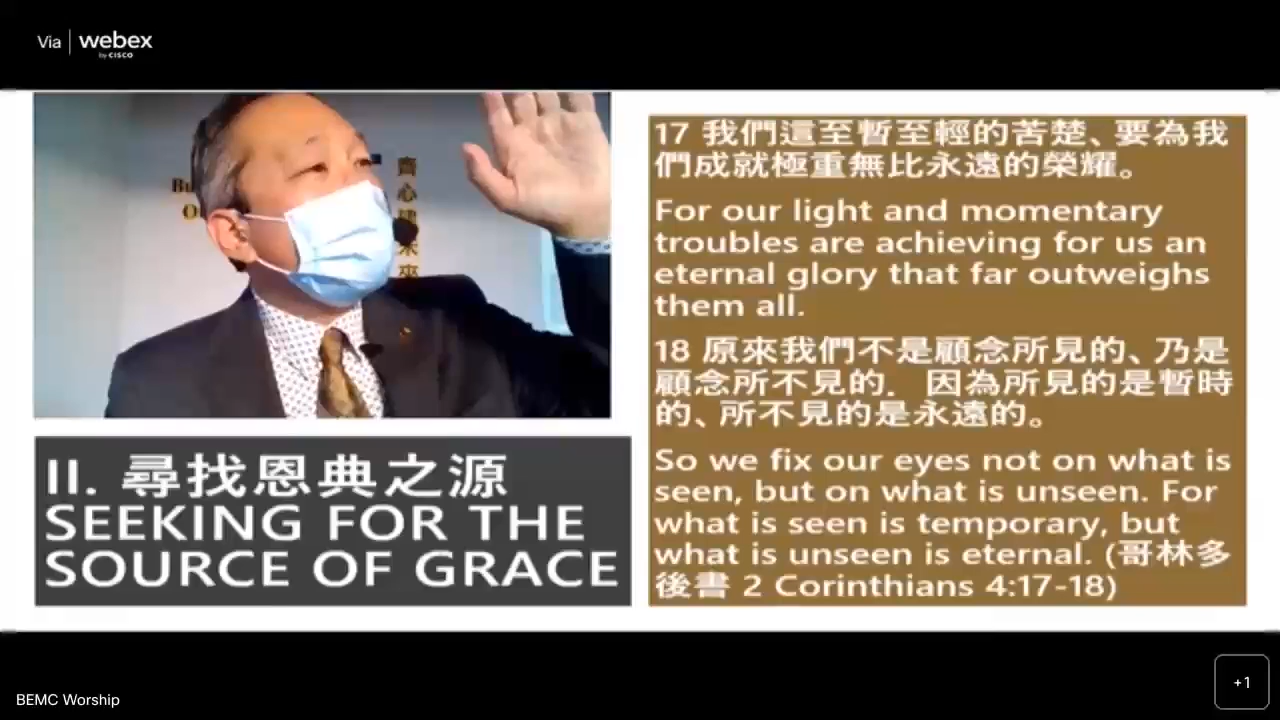 Via webex
by CISCO
Bu
O
齊
心
建
未
來
II. 尋找恩典之源
SEEKING FOR THE
SOURCE OF GRACE
17 我們這至暫至輕的苦楚、要為我
們成就極重無比永遠的榮耀。
For our light and momentary
troubles are achieving for us an
eternal glory that far outweighs
them all.
18 原來我們不是顧念所見的、乃是
顧念所不見的． 因為所見的是暫時
的、所不見的是永遠的。
So we fix our eyes not on what is
seen, but on what is unseen. For
what is seen is temporary, but
what is unseen is eternal. (哥林多
後書 2 Corinthians 4:17-18)
BEMC Worship
+1